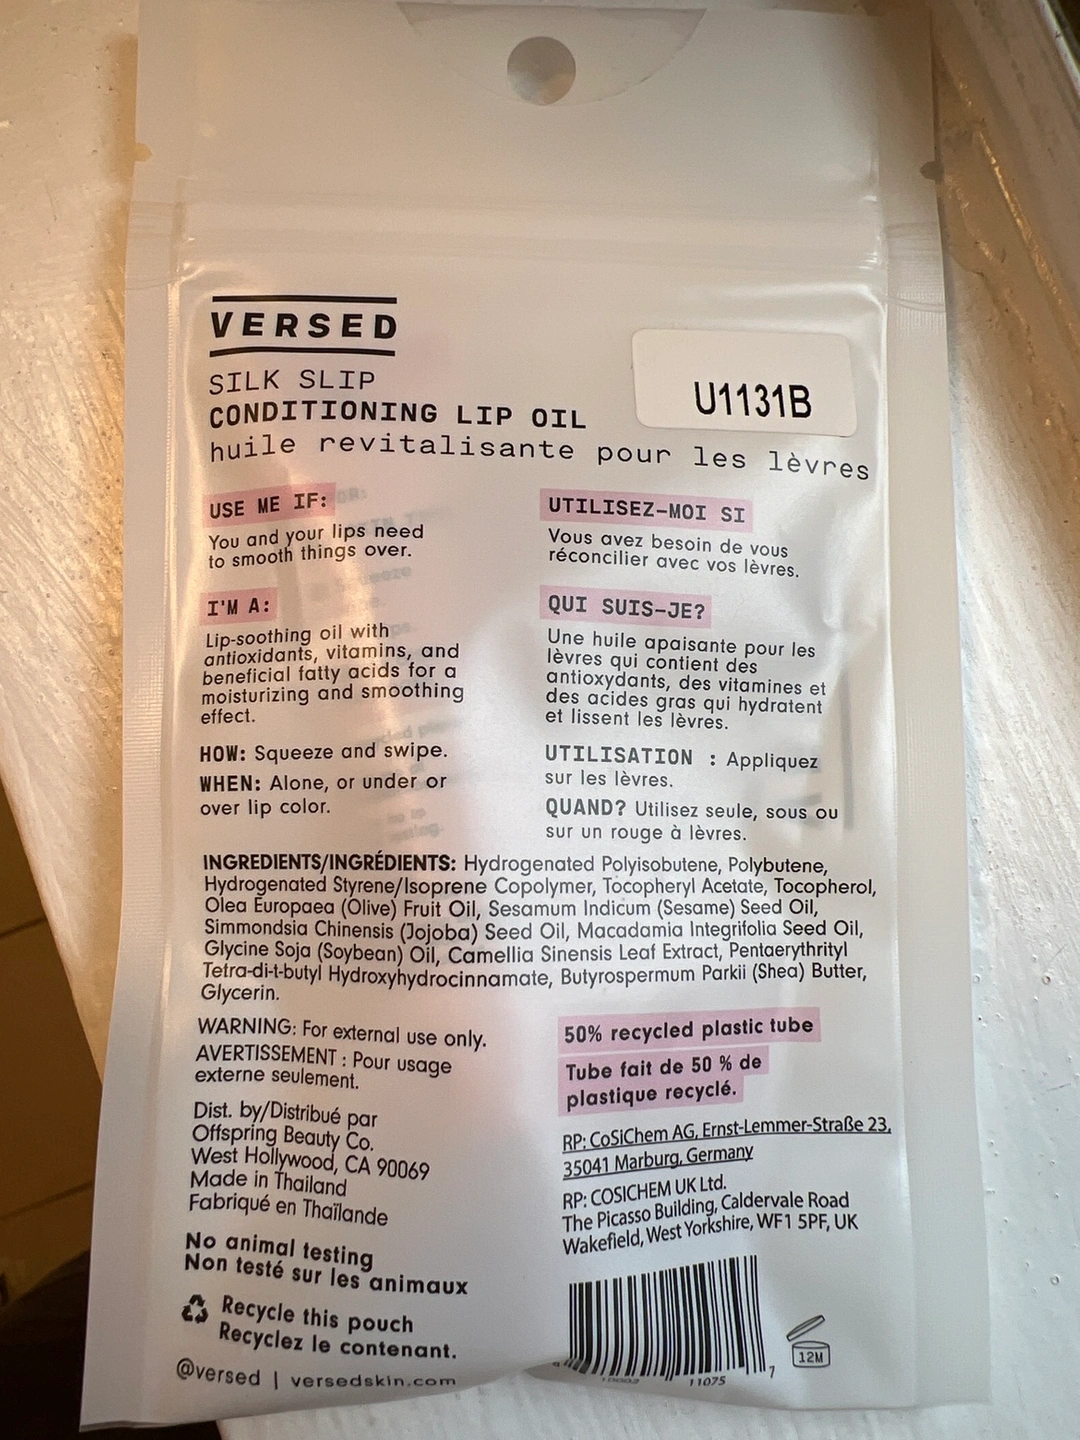 VERSED
SILK SLIP
CONDITIONING LIP OIL
huile revitalisante pour les lèvres
U1131B
USE ME IF:
You and your lips need
to smooth things over.
I'M A:
Lip-soothing oil with
antioxidants, vitamins, and
beneficial fatty acids for a
moisturizing and smoothing
effect.
HOW: Squeeze and swipe.
WHEN: Alone, or under or
over lip color.
UTILISEZ-MOI SI
Vous avez besoin de vous
réconcilier avec vos lèvres.
QUI SUIS-JE?
Une huile apaisante pour les
lèvres qui contient des
antioxydants, des vitamines et
des acides gras qui hydratent
et lissent les lèvres.
UTILISATION : Appliquez
sur les lèvres.
QUAND? Utilisez seule, sous ou
sur un rouge à lèvres.
INGREDIENTS/INGRÉDIENTS: Hydrogenated Polyisobutene, Polybutene,
Hydrogenated Styrene/Isoprene Copolymer, Tocopheryl Acetate, Tocopherol,
Olea Europaea (Olive) Fruit Oil, Sesamum Indicum (Sesame) Seed Oil,
Simmondsia Chinensis (Jojoba) Seed Oil, Macadamia Integrifolia Seed Oil,
Glycine Soja (Soybean) Oil, Camellia Sinensis Leaf Extract, Pentaerythrityl
Tetra-di-t-butyl Hydroxyhydrocinnamate, Butyrospermum Parkii (Shea) Butter,
Glycerin.
WARNING: For external use only.
AVERTISSEMENT : Pour usage
externe seulement.
Dist. by/Distribué par
Offspring Beauty Co.
West Hollywood, CA 90069
Made in Thailand
Fabriqué en Thaïlande
No animal testing
Non testé sur les animaux
Recycle this pouch
Recyclez le contenant.
@versed | versedskin.com
50% recycled plastic tube
Tube fait de 50 % de
plastique recyclé.
RP: CoSiChem AG, Ernst-Lemmer-Straße 23,
35041 Marburg, Germany
RP: COSICHEM UK Ltd.
The Picasso Building, Caldervale Road
Wakefield, West Yorkshire, WF1 5PF, UK
11075 7
12M